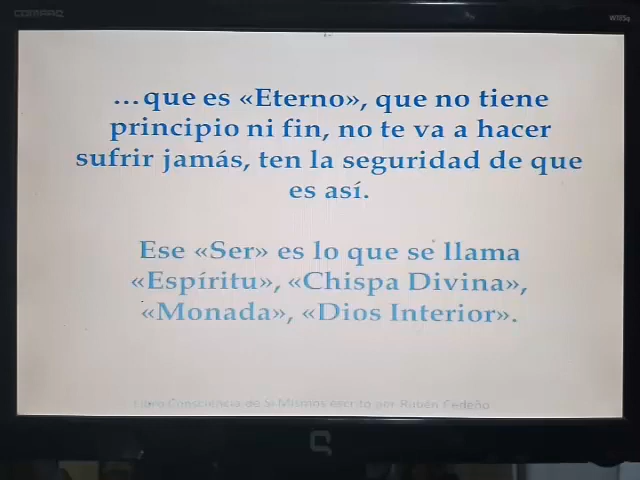 COMPAQ
W185q
...que es «Eterno», que no tiene
principio ni fin, no te va a hacer
sufrir jamás, ten la seguridad de que
es así.
Ese «Ser» es lo que se llama
«Espíritu», «Chispa Divina»,
«Monada», «Dios Interior».
Libro Consciencia de Sí Mismos escrito por Rubén Cedeño